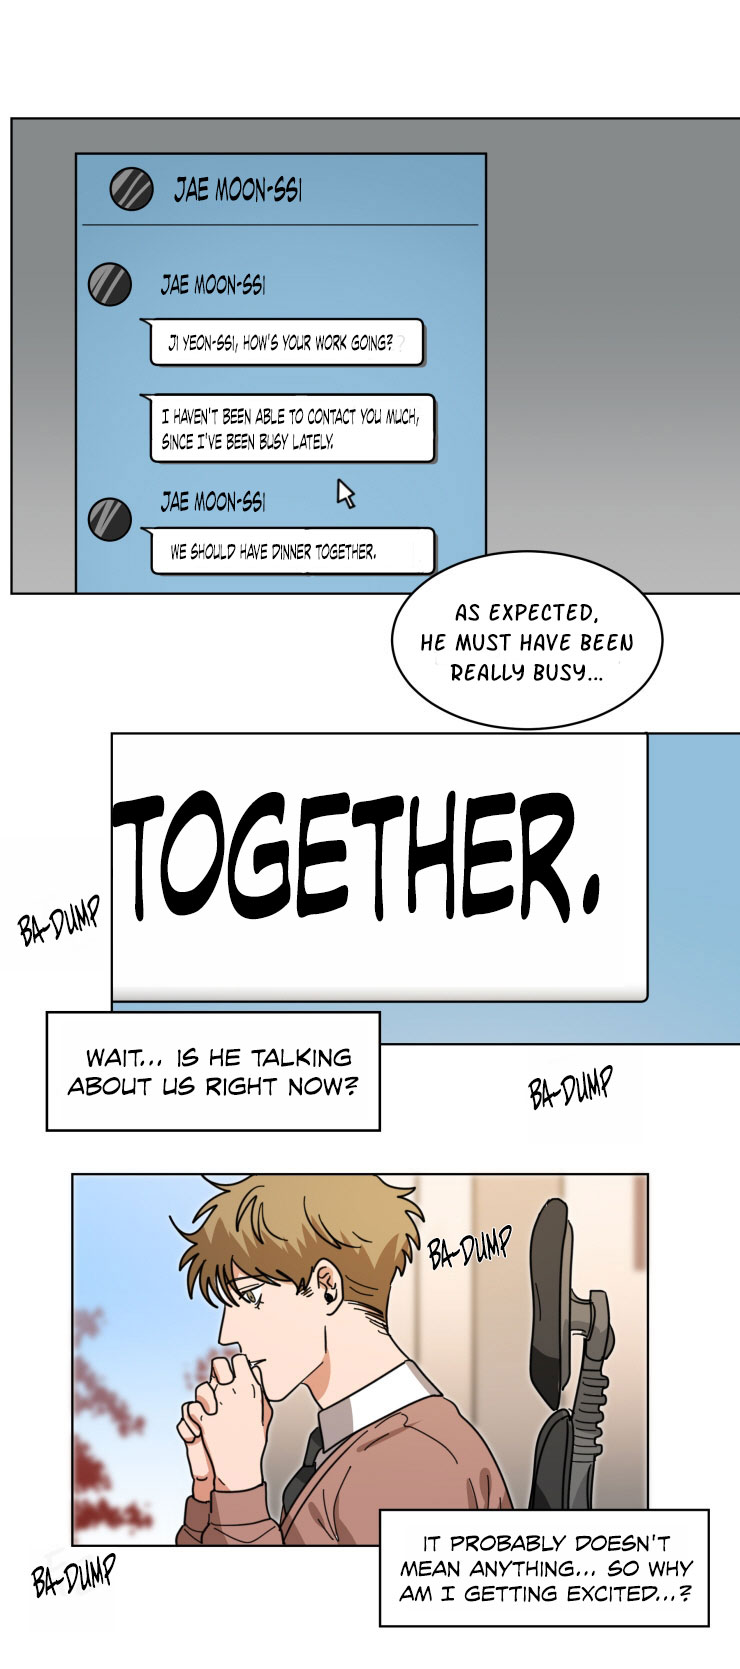 JAE MOON-SSI
JAE MOON-SSI
JI YEON-SSI, HOW'S YOUR WORK GOING?
I HAVEN'T BEEN ABLE TO CONTACT YOU MUCH,
SINCE I'VE BEEN BUSY LATELY.
JAE MOON-SSI
WE SHOULD HAVE DINNER TOGETHER.
AS EXPECTED,
HE MUST HAVE BEEN
REALLY BUSY...
TOGETHER.
BA-DUMP
WAIT... IS HE TALKING
ABOUT US RIGHT NOW?
BA-DUMP
BA-DUMP
IT PROBABLY DOESN'T
MEAN ANYTHING... SO WHY
AM I GETTING EXCITED...?
BA-DUMP